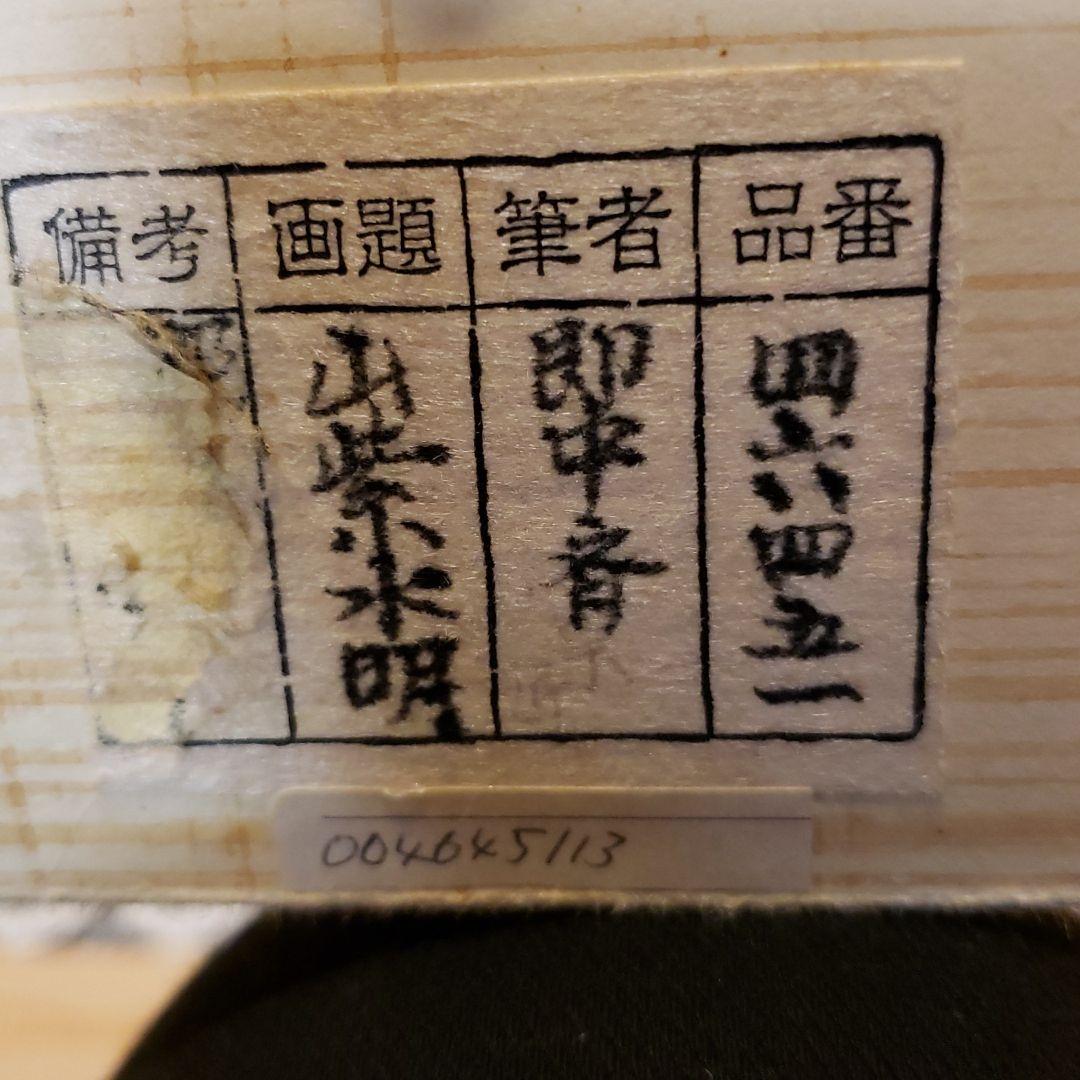 品番
四六四五一
筆者
即中斎
画題
山紫水明
備考
004645113